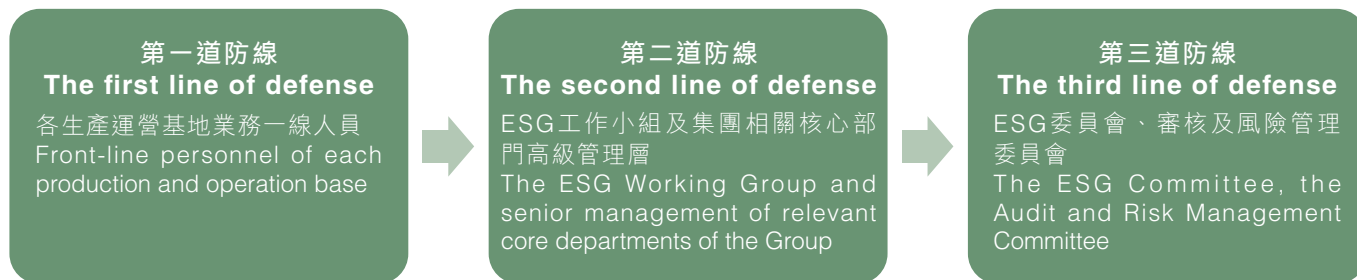 第一道防線
The first line of defense
各生產運營基地業務一線人員
Front-line personnel of each
production and operation base
第二道防線
The second line of defense
ESG工作小組及集團相關核心部
門高級管理層
The ESG Working Group and
senior management of relevant
core departments of the Group
第三道防線
The third line of defense
ESG委員會、審核及風險管理
委員會
The ESG Committee, the
Audit and Risk Management
Committee